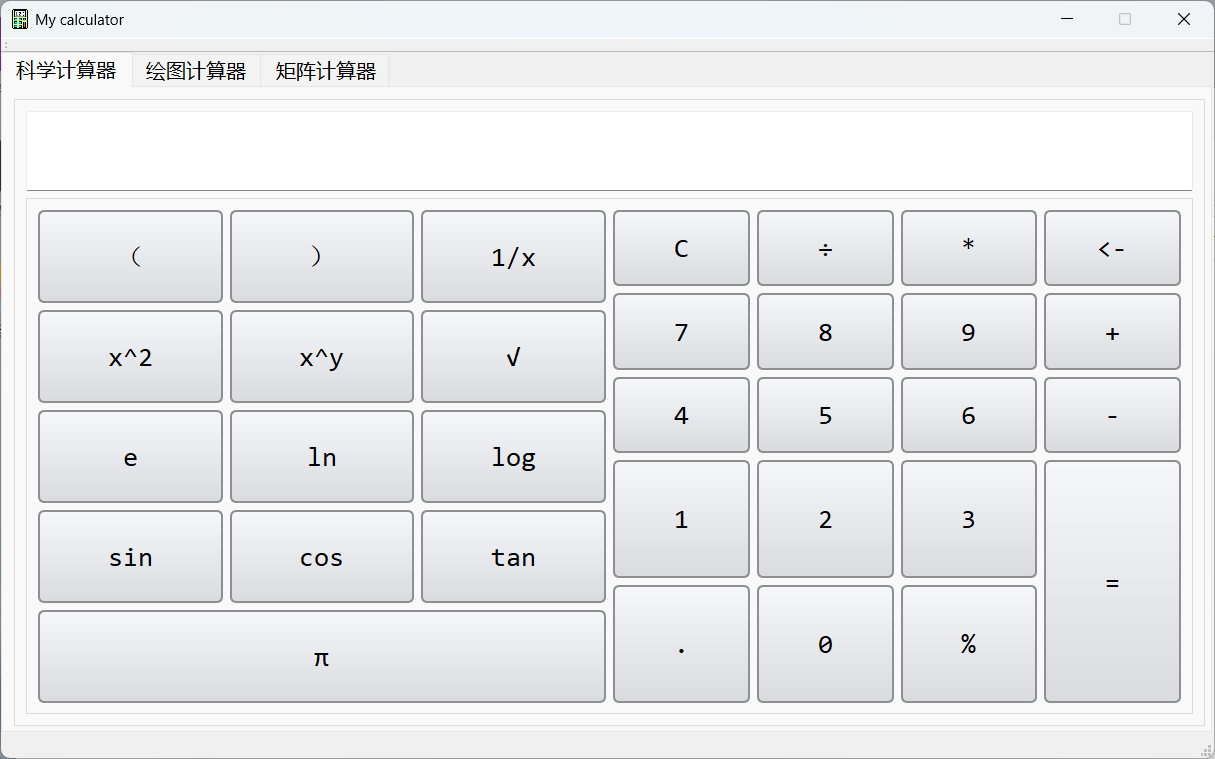 My calculator
科学计算器 绘图计算器 矩阵计算器
（ ） 1/x C ÷ * <-
7 8 9 +
x^2 x^y √
4 5 6 -
e ln log
1 2 3
sin cos tan
=
π . 0 %